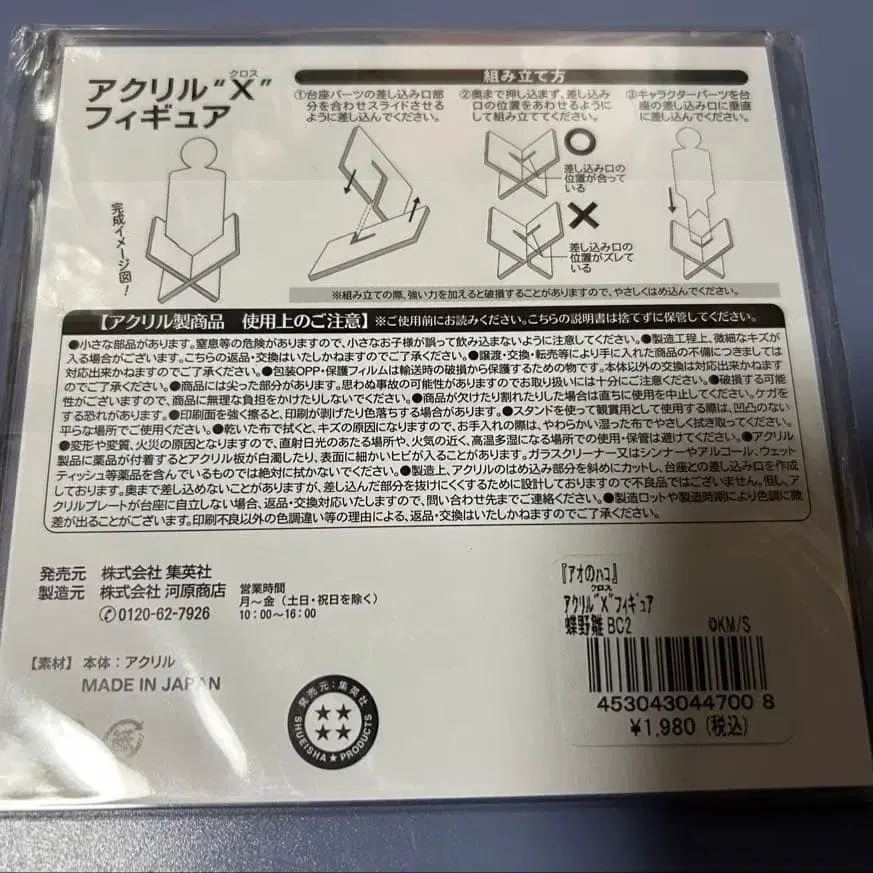 アクリル“X”
クロス
フィギュア
完成イメージ図!
組み立て方
①台座パーツの差し込み口部
分を合わせスライドさせる
ように差し込んでください。
②奥まで押し込まず、差し込み
口の位置をあわせるように
して組み立ててください。
差し込み口の
位置が合って
いる
差し込み口の
位置がズレて
いる
③キャラクターパーツを台
座の差し込み口に垂直
に差し込んでください。
※組み立ての際、強い力を加えると破損することがありますので、やさしくはめ込んでください。
【アクリル製商品 使用上のご注意】※ご使用前にお読みください。こちらの説明書は捨てずに保管してください。
●小さな部品があります。窒息等の危険がありますので、小さなお子様が誤って飲み込まないように注意してください。●製造工程上、微細なキズが
入る場合がございます。こちらの返品・交換はいたしかねますのでご了承ください。●譲渡・交換・転売等により手に入れた商品の不備につきましては
対応出来かねますのでご了承ください。●包装OPP・保護フィルムは輸送時の破損から保護するための物です。本体以外の交換は対応出来かねます
のでご了承ください。●商品には尖った部分があります。思わぬ事故の可能性がありますのでお取り扱いには十分にご注意ください。●破損する可能
性がございますので、商品に無理な負担をかけたりしないでください。●商品が欠けたり割れたりした場合は直ちに使用を中止してください。ケガを
する恐れがあります。●印刷面を強く擦ると、印刷が剥げたり色落ちする場合があります。●スタンドを使って観賞用として使用する際は、凹凸のない
平らな場所でご使用ください。●乾いた布で拭くと、キズの原因になりますので、お手入れの際は、やわらかい湿った布でやさしく拭き取ってください。
●変形や変質、火災の原因となりますので、直射日光のあたる場所や、火気の近く、高温多湿になる場所での使用・保管は避けてください。●アクリル
製品に薬品が付着するとアクリル板が白濁したり、表面に細かいヒビが入ることがあります。ガラスクリーナー又はシンナーやアルコール、ウェット
ティッシュ等薬品を含んでいるものでは絶対に拭かないでください。●製造上、アクリルのはめ込み部分を斜めにカットし、台座との差し込み口を作成
しております。奥まで差し込めないことがありますが、差し込んだ部分を抜けにくくするために設計しておりますので不良品ではございません。但し、ア
クリルプレートが台座に自立しない場合、返品・交換対応いたしますので、問い合わせ先までご連絡ください。●製造ロットや製造時期により色調に微
差が出ることがございます。印刷不良以外の色調違い等の理由による、返品・交換はいたしかねますのでご了承ください。
発売元 株式会社 集英社
製造元 株式会社 河原商店
0120-62-7926
営業時間
月〜金(土日・祝日を除く)
10:00〜16:00
【素材】 本体:アクリル
MADE IN JAPAN
発売元:集英社
SHUEISHA★PRODUCTS
『アオのハコ』
クロス
アクリル“X”フィギュア
蝶野雛 BC2 ©KM/S
453043044700 8
¥1,980 (税込)